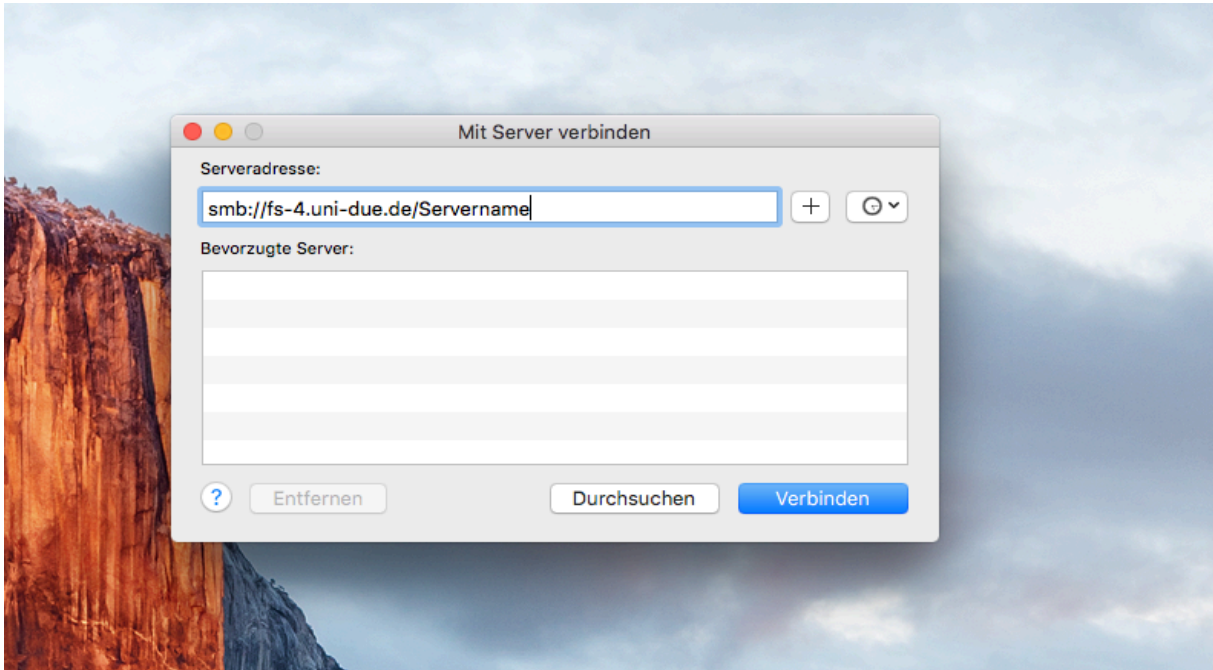 Mit Server verbinden
Serveradresse:
smb://fs-4.uni-due.de/Servername
Bevorzugte Server:
? Entfernen Durchsuchen Verbinden